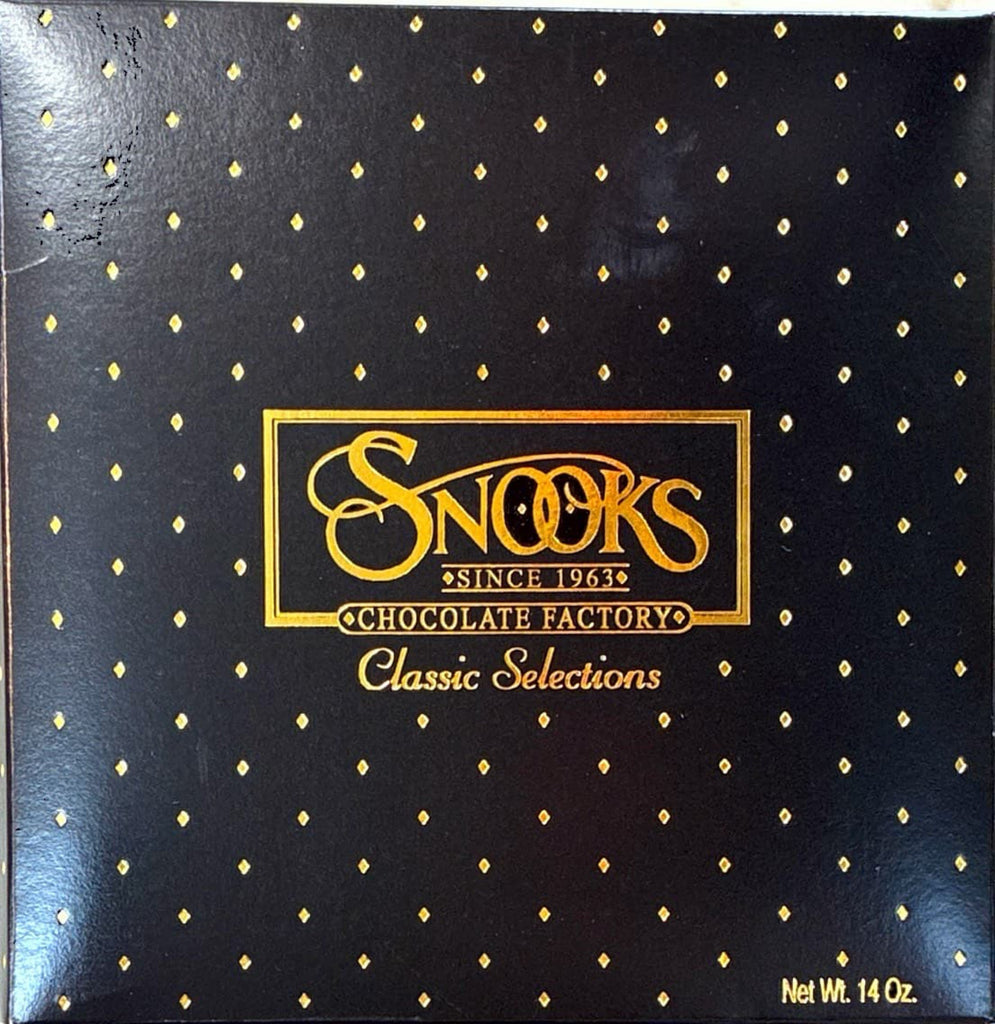 SNOOKS
SINCE 1963
CHOCOLATE FACTORY
Classic Selections
Net Wt. 14 Oz.